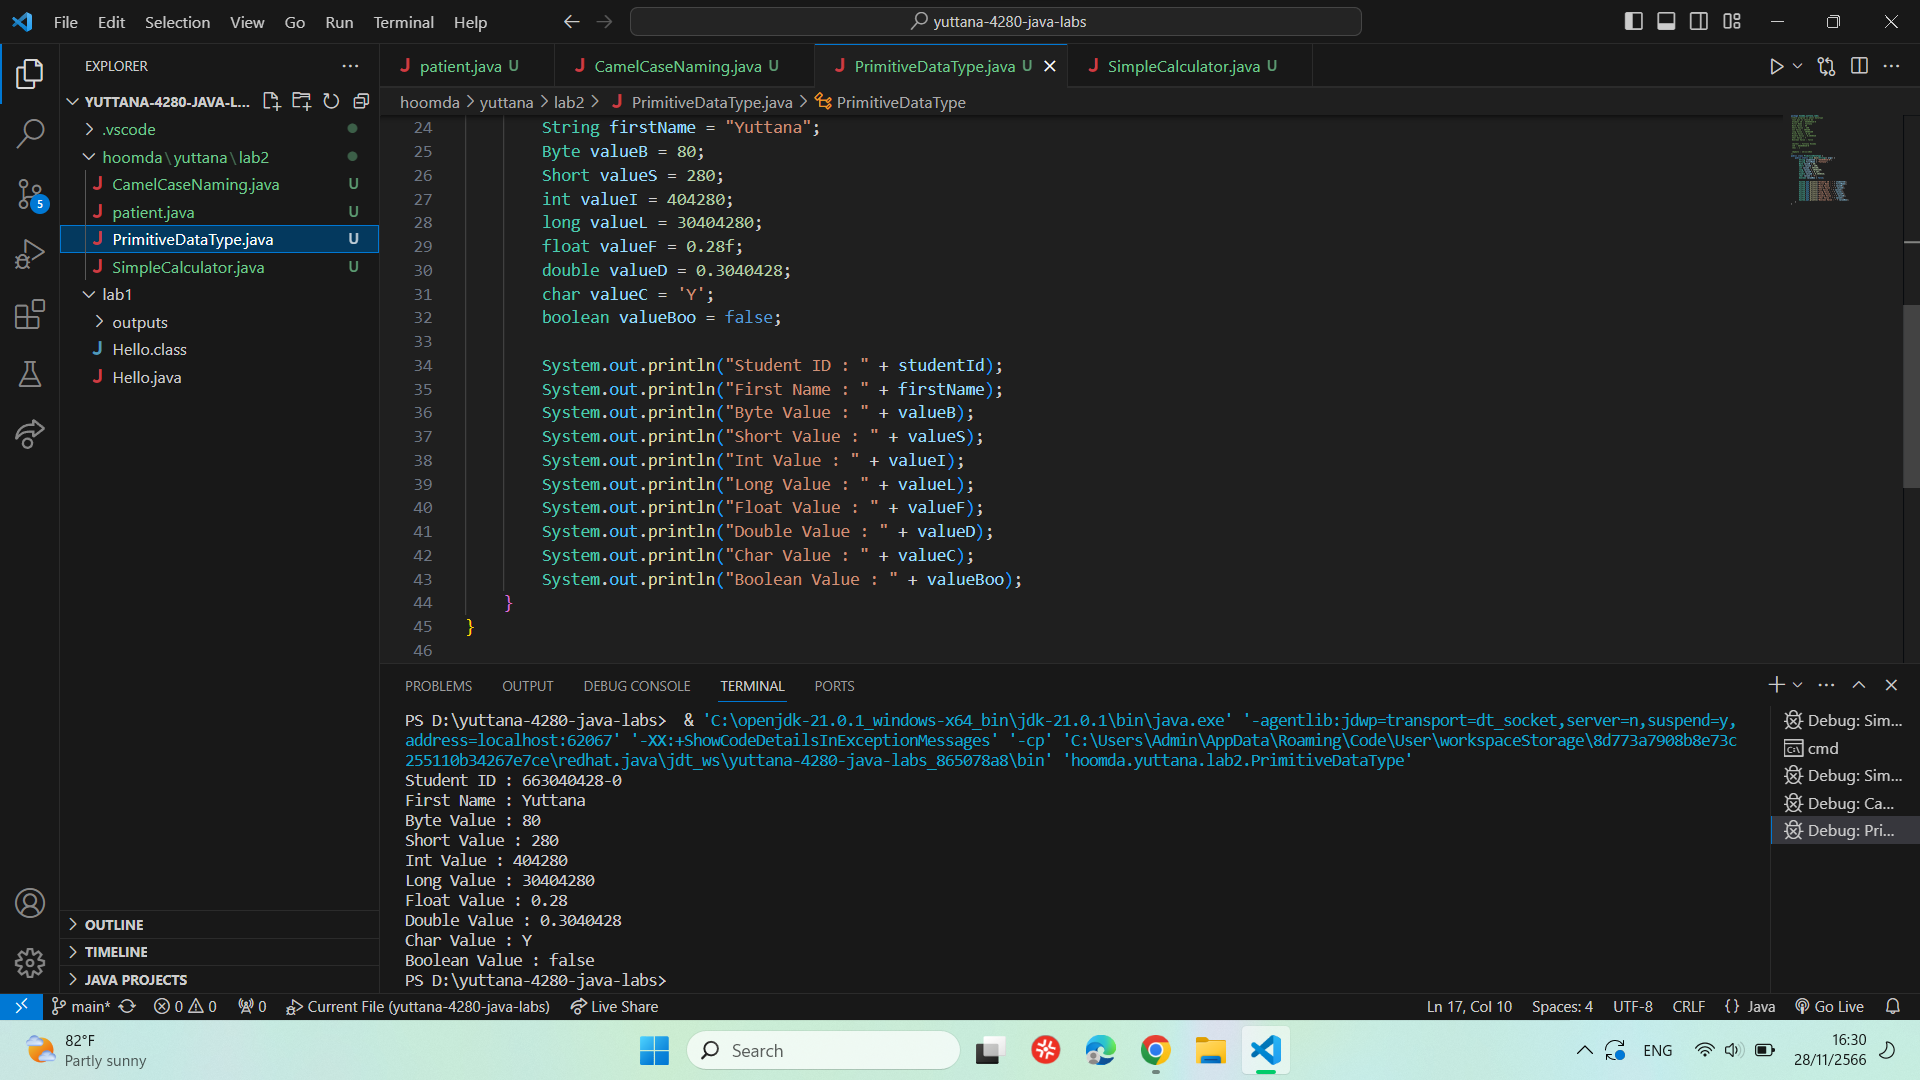 File Edit Selection View Go Run Terminal Help
yuttana-4280-java-labs
EXPLORER
YUTTANA-4280-JAVA-L...
.vscode
hoomda\yuttana\lab2
CamelCaseNaming.java U
patient.java U
PrimitiveDataType.java U
SimpleCalculator.java U
lab1
outputs
Hello.class
Hello.java
5
OUTLINE
TIMELINE
JAVA PROJECTS
patient.java U CamelCaseNaming.java U PrimitiveDataType.java U SimpleCalculator.java U
hoomda > yuttana > lab2 > PrimitiveDataType.java > PrimitiveDataType
24 String firstName = "Yuttana";
25 Byte valueB = 80;
26 Short valueS = 280;
27 int valueI = 404280;
28 long valueL = 30404280;
29 float valueF = 0.28f;
30 double valueD = 0.3040428;
31 char valueC = 'Y';
32 boolean valueBoo = false;
33
34 System.out.println("Student ID : " + studentId);
35 System.out.println("First Name : " + firstName);
36 System.out.println("Byte Value : " + valueB);
37 System.out.println("Short Value : " + valueS);
38 System.out.println("Int Value : " + valueI);
39 System.out.println("Long Value : " + valueL);
40 System.out.println("Float Value : " + valueF);
41 System.out.println("Double Value : " + valueD);
42 System.out.println("Char Value : " + valueC);
43 System.out.println("Boolean Value : " + valueBoo);
44 }
45 }
46
PROBLEMS OUTPUT DEBUG CONSOLE TERMINAL PORTS
PS D:\yuttana-4280-java-labs> & 'C:\openjdk-21.0.1_windows-x64_bin\jdk-21.0.1\bin\java.exe' '-agentlib:jdwp=transport=dt_socket,server=n,suspend=y,
address=localhost:62067' '-XX:+ShowCodeDetailsInExceptionMessages' '-cp' 'C:\Users\Admin\AppData\Roaming\Code\User\workspaceStorage\8d773a7908b8e73c
255110b34267e7ce\redhat.java\jdt_ws\yuttana-4280-java-labs_865078a8\bin' 'hoomda.yuttana.lab2.PrimitiveDataType'
Student ID : 663040428-0
First Name : Yuttana
Byte Value : 80
Short Value : 280
Int Value : 404280
Long Value : 30404280
Float Value : 0.28
Double Value : 0.3040428
Char Value : Y
Boolean Value : false
PS D:\yuttana-4280-java-labs>
Debug: Sim...
cmd
Debug: Sim...
Debug: Ca...
Debug: Pri...
main* 0 0 0 Current File (yuttana-4280-java-labs) Live Share
Ln 17, Col 10 Spaces: 4 UTF-8 CRLF {} Java Go Live
82°F
Partly sunny
Search
ENG
16:30
28/11/2566